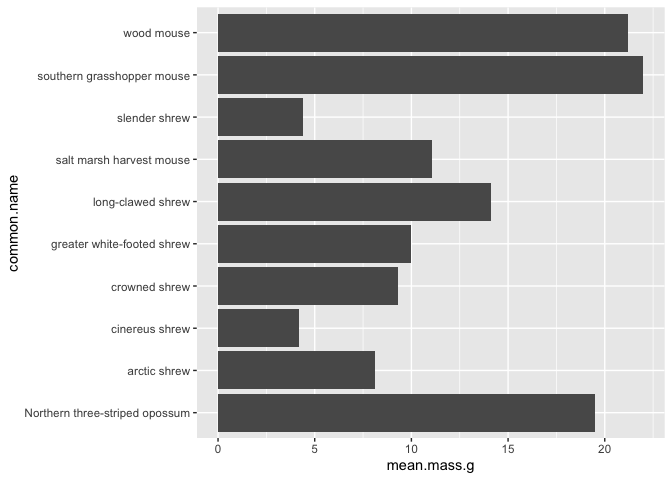 wood mouse
southern grasshopper mouse
slender shrew
salt marsh harvest mouse
long-clawed shrew
greater white-footed shrew
crowned shrew
cinereus shrew
arctic shrew
Northern three-striped opossum
common.name
0 5 10 15 20
mean.mass.g